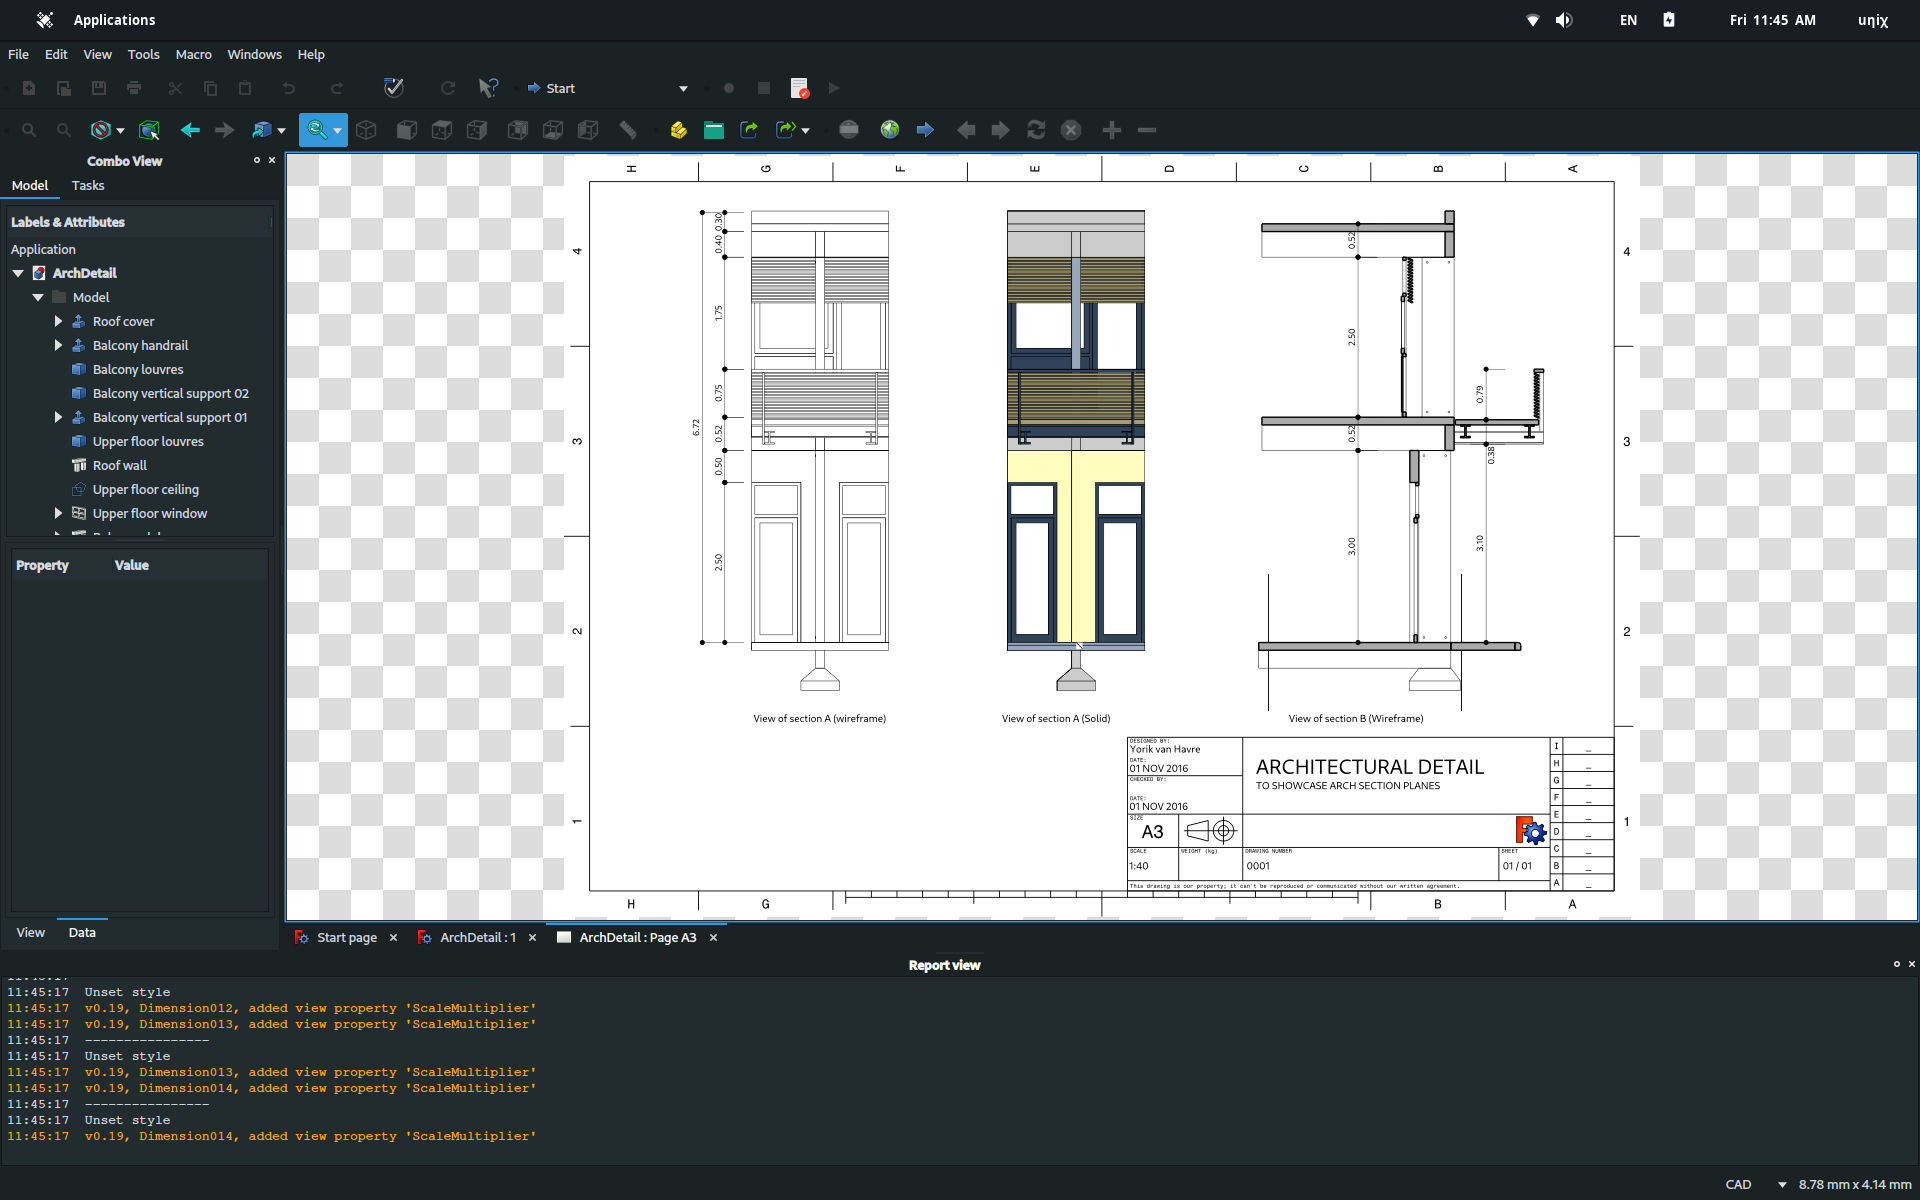 Applications
EN
Fri 11:45 AM
uηiχ
File Edit View Tools Macro Windows Help
Start
Combo View
Model Tasks
Labels & Attributes
Application
ArchDetail
Model
Roof cover
Balcony handrail
Balcony louvres
Balcony vertical support 02
Balcony vertical support 01
Upper floor louvres
Roof wall
Upper floor ceiling
Upper floor window
Property Value
View Data
H G F E D C B A
4 4
3 3
2 2
1 1
H G B A
0.30
0.40
1.75
0.75
0.52
0.50
2.50
6.72
0.52
2.50
0.52
3.00
0.79
0.38
3.10
View of section A (wireframe)
View of section A (Solid)
View of section B (Wireframe)
DESIGNED BY:
Yorik van Havre
DATE:
01 NOV 2016
CHECKED BY:
DATE:
01 NOV 2016
ARCHITECTURAL DETAIL
TO SHOWCASE ARCH SECTION PLANES
SIZE
A3
SCALE
1:40
WEIGHT (kg)
DRAWING NUMBER
0001
SHEET
01 / 01
This drawing is our property; it can't be reproduced or communicated without our written agreement.
I _
H _
G _
F _
E _
D _
C _
B _
A _
Start page
ArchDetail : 1
ArchDetail : Page A3
Report view
11:45:17 Unset style
11:45:17 v0.19, Dimension012, added view property 'ScaleMultiplier'
11:45:17 v0.19, Dimension013, added view property 'ScaleMultiplier'
11:45:17 ----------------
11:45:17 Unset style
11:45:17 v0.19, Dimension013, added view property 'ScaleMultiplier'
11:45:17 v0.19, Dimension014, added view property 'ScaleMultiplier'
11:45:17 ----------------
11:45:17 Unset style
11:45:17 v0.19, Dimension014, added view property 'ScaleMultiplier'
CAD
8.78 mm x 4.14 mm